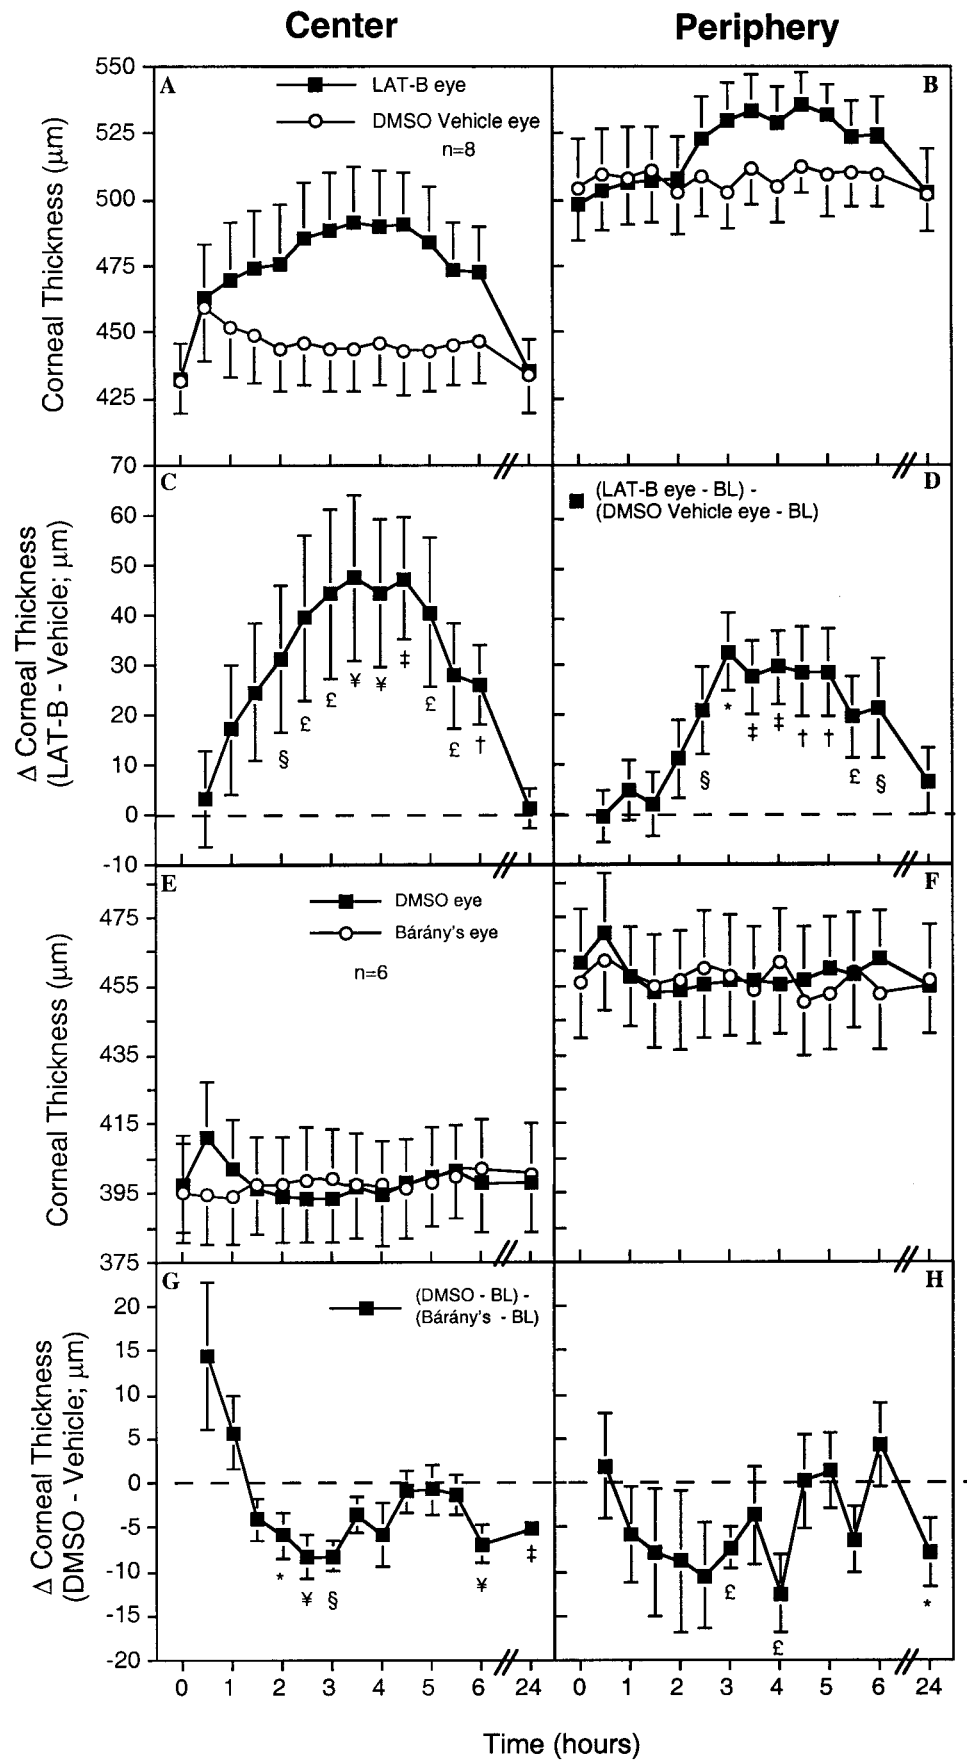 Center Periphery
A
LAT-B eye
DMSO Vehicle eye
n=8
B
Corneal Thickness (μm)
550
525
500
475
450
425
C
D
(LAT-B eye - BL) -
(DMSO Vehicle eye - BL)
Δ Corneal Thickness
(LAT-B - Vehicle; μm)
70
60
50
40
30
20
10
0
-10
§ £ £ ¥ ¥ ‡ £ £ †
§ * ‡ ‡ † † £ §
E
DMSO eye
Bárány's eye
n=6
F
Corneal Thickness (μm)
475
455
435
415
395
375
G
(DMSO - BL) -
(Bárány's - BL)
H
Δ Corneal Thickness
(DMSO - Vehicle; μm)
20
15
10
5
0
-5
-10
-15
-20
* ¥ § ¥ ‡
£ £ *
0 1 2 3 4 5 6 24 0 1 2 3 4 5 6 24
Time (hours)